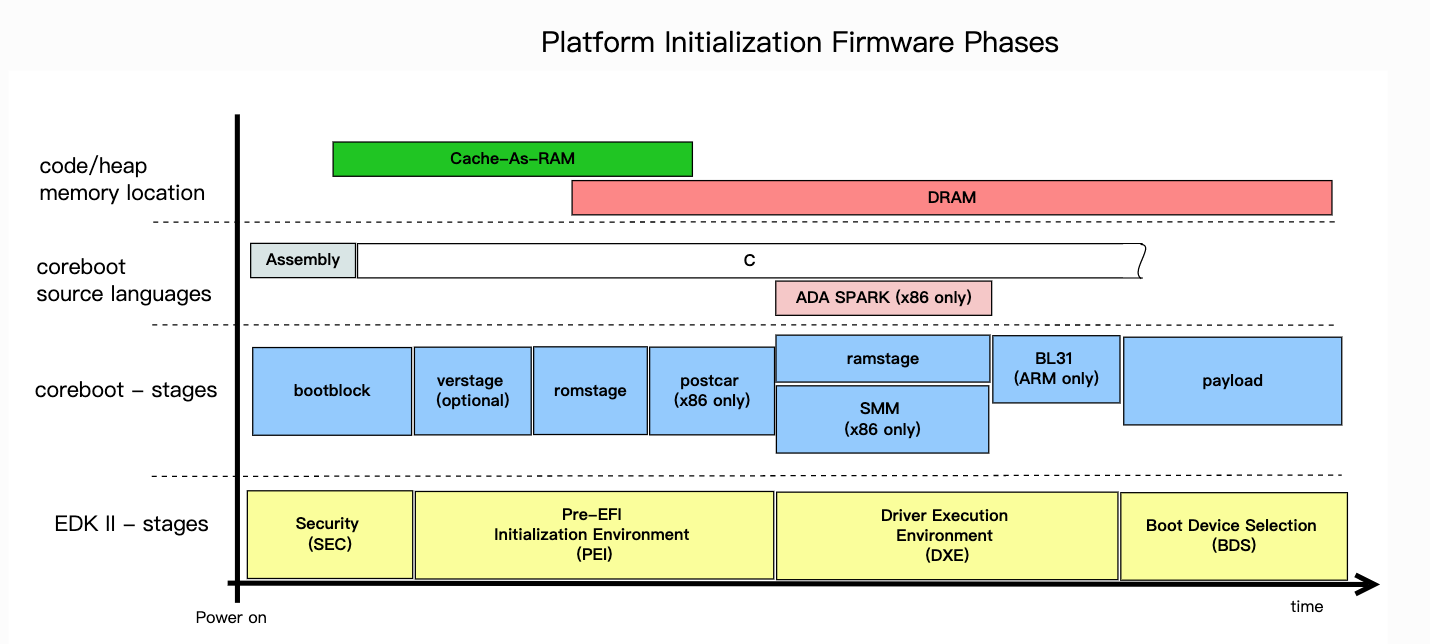 Platform Initialization Firmware Phases
code/heap
memory location
Cache-As-RAM
DRAM
coreboot
source languages
Assembly
C
ADA SPARK (x86 only)
coreboot – stages
bootblock
verstage
(optional)
romstage
postcar
(x86 only)
ramstage
SMM
(x86 only)
BL31
(ARM only)
payload
EDK II – stages
Security
(SEC)
Pre-EFI
Initialization Environment
(PEI)
Driver Execution
Environment
(DXE)
Boot Device Selection
(BDS)
Power on
time